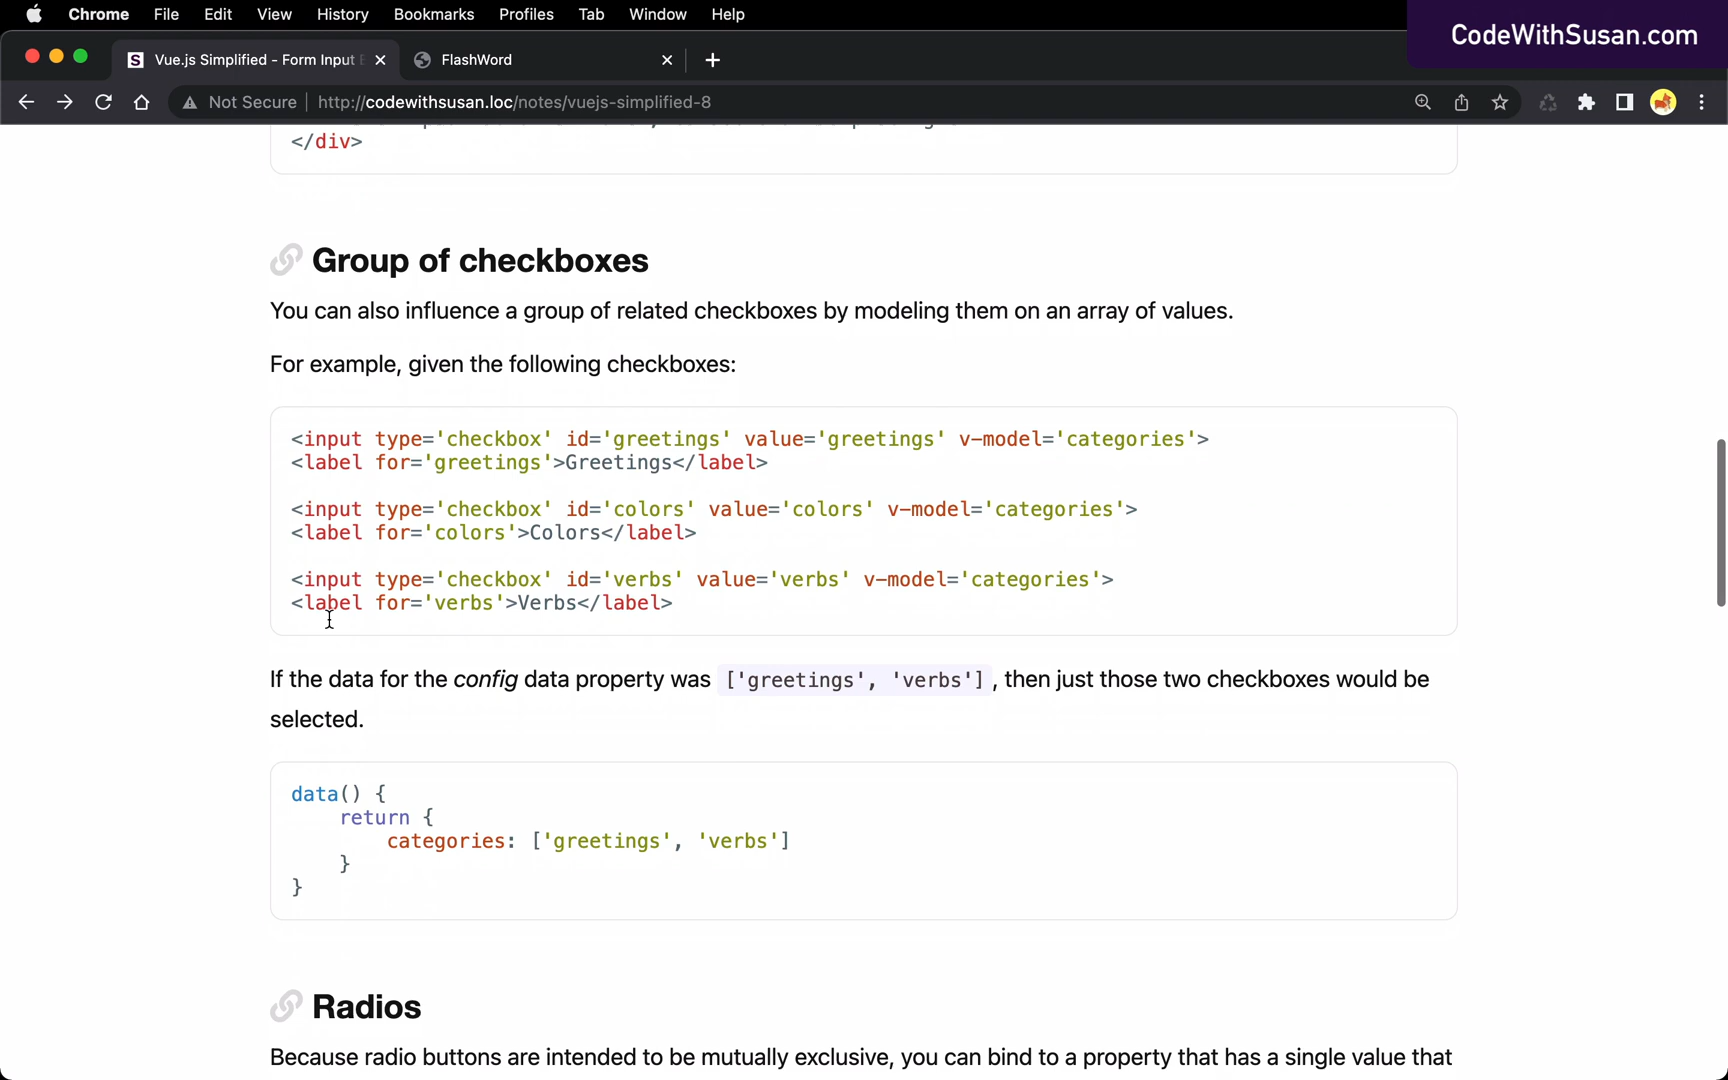 Chrome File Edit View History Bookmarks Profiles Tab Window Help
CodeWithSusan.com
S Vue.js Simplified - Form Input
FlashWord
Not Secure http://codewithsusan.loc/notes/vuejs-simplified-8
</div>
Group of checkboxes
You can also influence a group of related checkboxes by modeling them on an array of values.
For example, given the following checkboxes:
<input type='checkbox' id='greetings' value='greetings' v-model='categories'>
<label for='greetings'>Greetings</label>
<input type='checkbox' id='colors' value='colors' v-model='categories'>
<label for='colors'>Colors</label>
<input type='checkbox' id='verbs' value='verbs' v-model='categories'>
<label for='verbs'>Verbs</label>
If the data for the config data property was ['greetings', 'verbs'], then just those two checkboxes would be
selected.
data() {
return {
categories: ['greetings', 'verbs']
}
}
Radios
Because radio buttons are intended to be mutually exclusive, you can bind to a property that has a single value that